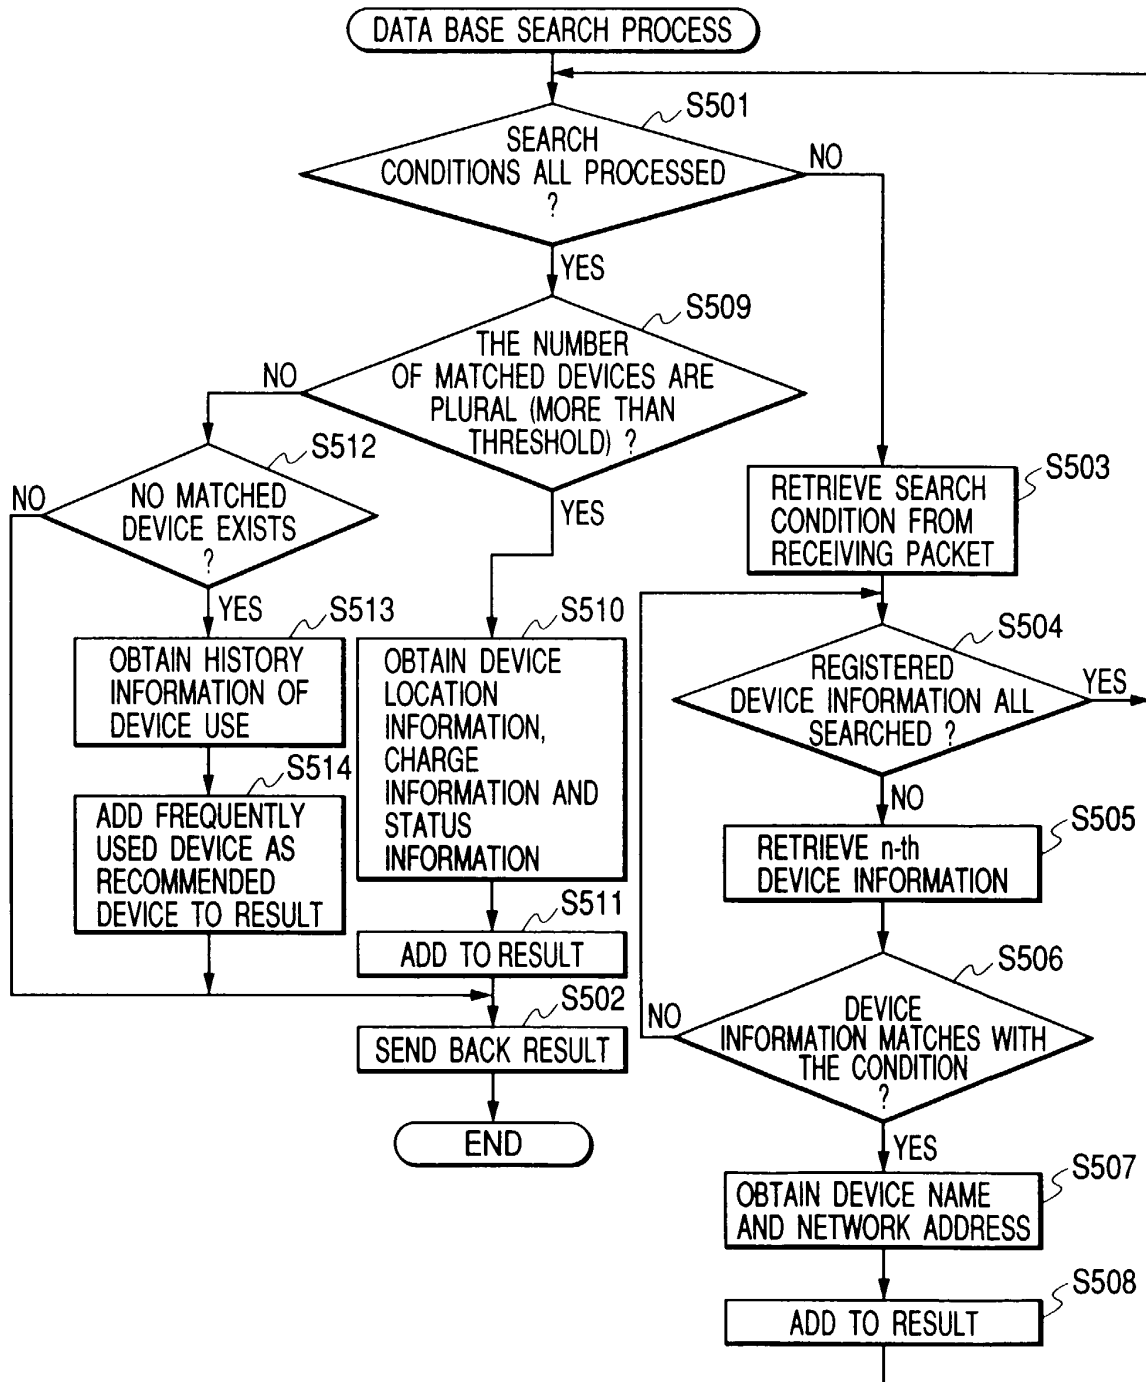 DATA BASE SEARCH PROCESS
S501
SEARCH
CONDITIONS ALL PROCESSED
?
NO
YES
S509
THE NUMBER
OF MATCHED DEVICES ARE
PLURAL (MORE THAN
THRESHOLD) ?
NO
YES
S512
NO MATCHED
DEVICE EXISTS
?
NO
YES
S513
OBTAIN HISTORY
INFORMATION OF
DEVICE USE
S514
ADD FREQUENTLY
USED DEVICE AS
RECOMMENDED
DEVICE TO RESULT
S510
OBTAIN DEVICE
LOCATION
INFORMATION,
CHARGE
INFORMATION AND
STATUS
INFORMATION
S511
ADD TO RESULT
S502
SEND BACK RESULT
END
S503
RETRIEVE SEARCH
CONDITION FROM
RECEIVING PACKET
S504
REGISTERED
DEVICE INFORMATION ALL
SEARCHED ?
YES
NO
S505
RETRIEVE n-th
DEVICE INFORMATION
S506
DEVICE
INFORMATION MATCHES WITH
THE CONDITION
?
NO
YES
S507
OBTAIN DEVICE NAME
AND NETWORK ADDRESS
S508
ADD TO RESULT